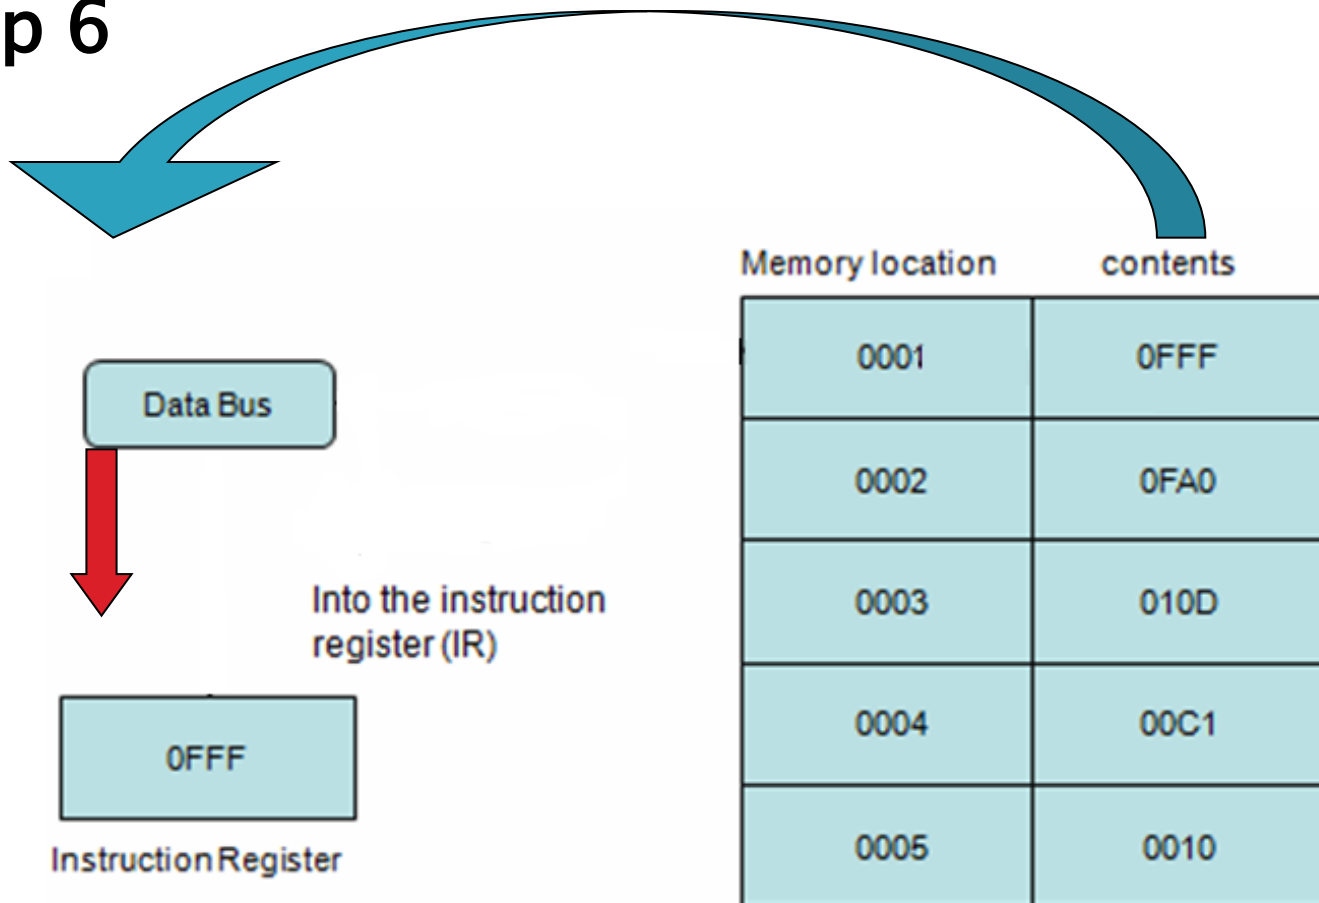 p 6
Memory location contents
0001 0FFF
Data Bus
0002 0FA0
0003 010D
Into the instruction
register (IR)
0004 00C1
0FFF
0005 0010
Instruction Register